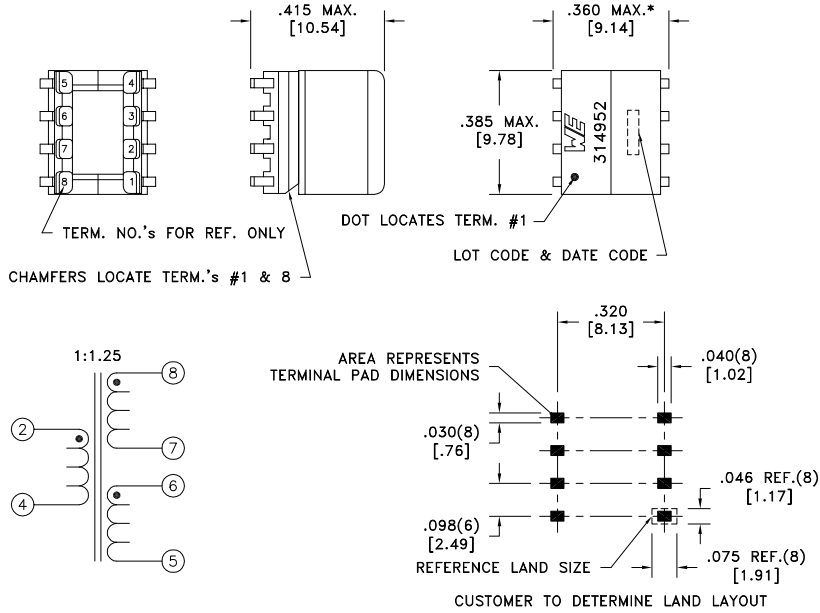 .415 MAX.
[10.54]
.360 MAX.*
[9.14]
5
4
6
3
7
2
8
1
.385 MAX.
[9.78]
WE
314952
TERM. NO.'s FOR REF. ONLY
DOT LOCATES TERM. #1
LOT CODE & DATE CODE
CHAMFERS LOCATE TERM.'s #1 & 8
1:1.25
8
2
7
6
4
5
.320
[8.13]
AREA REPRESENTS
TERMINAL PAD DIMENSIONS
.040(8)
[1.02]
.030(8)
[.76]
.046 REF.(8)
[1.17]
.098(6)
[2.49]
REFERENCE LAND SIZE
.075 REF.(8)
[1.91]
CUSTOMER TO DETERMINE LAND LAYOUT